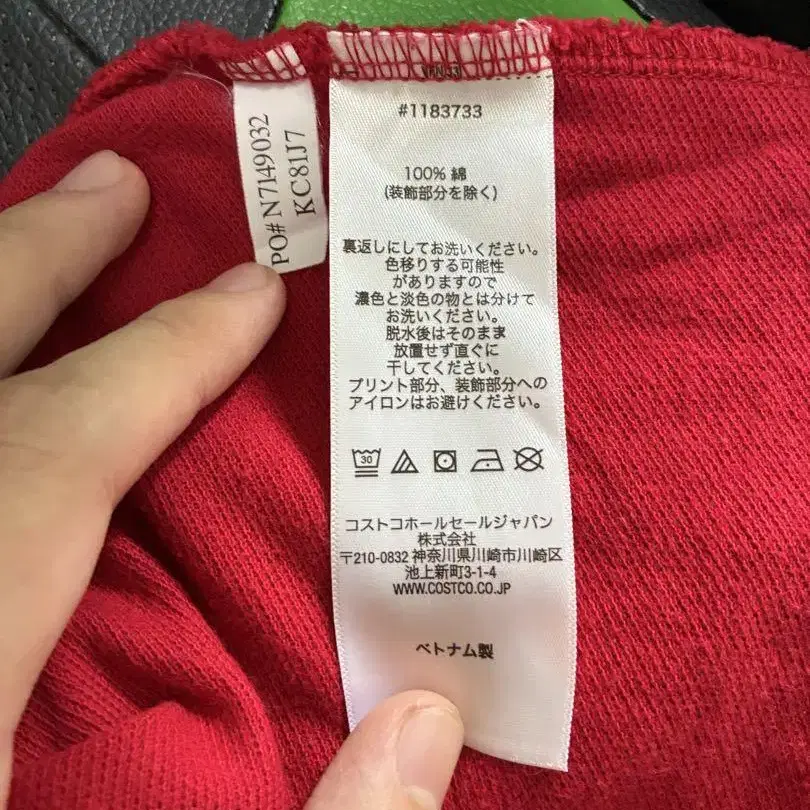 PO# N7149032
KC81J7
#1183733
100% 綿
(装飾部分を除く)
裏返しにしてお洗いください。
色移りする可能性
がありますので
濃色と淡色の物とは分けて
お洗いください。
脱水後はそのまま
放置せず直ぐに
干してください。
プリント部分、装飾部分への
アイロンはお避けください。
30
コストコホールセールジャパン
株式会社
〒210-0832 神奈川県川崎市川崎区
池上新町3-1-4
WWW.COSTCO.CO.JP
ベトナム製